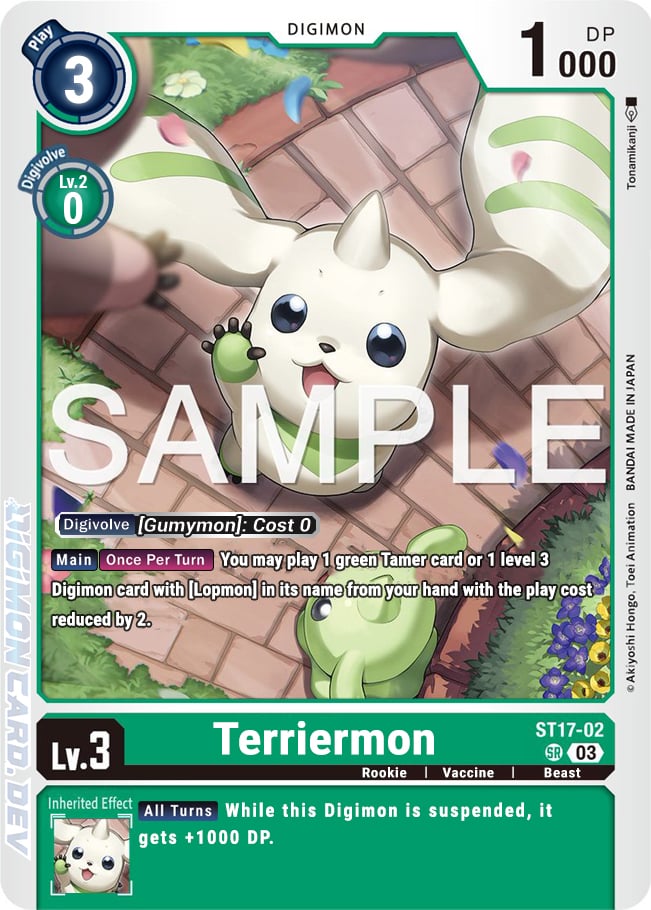 DIGIMON
Play
3
1000
DP
Digivolve
Lv.2
0
Tonamikanji
SAMPLE
Digivolve [Gumymon]: Cost 0
Main Once Per Turn You may play 1 green Tamer card or 1 level 3
Digimon card with [Lopmon] in its name from your hand with the play cost
reduced by 2.
© Akiyoshi Hongo, Toei Animation BANDAI MADE IN JAPAN
DIGIMONCARD.DEV
Lv.3
Terriermon
ST17-02
SR 03
Rookie | Vaccine | Beast
Inherited Effect
All Turns While this Digimon is suspended, it
gets +1000 DP.